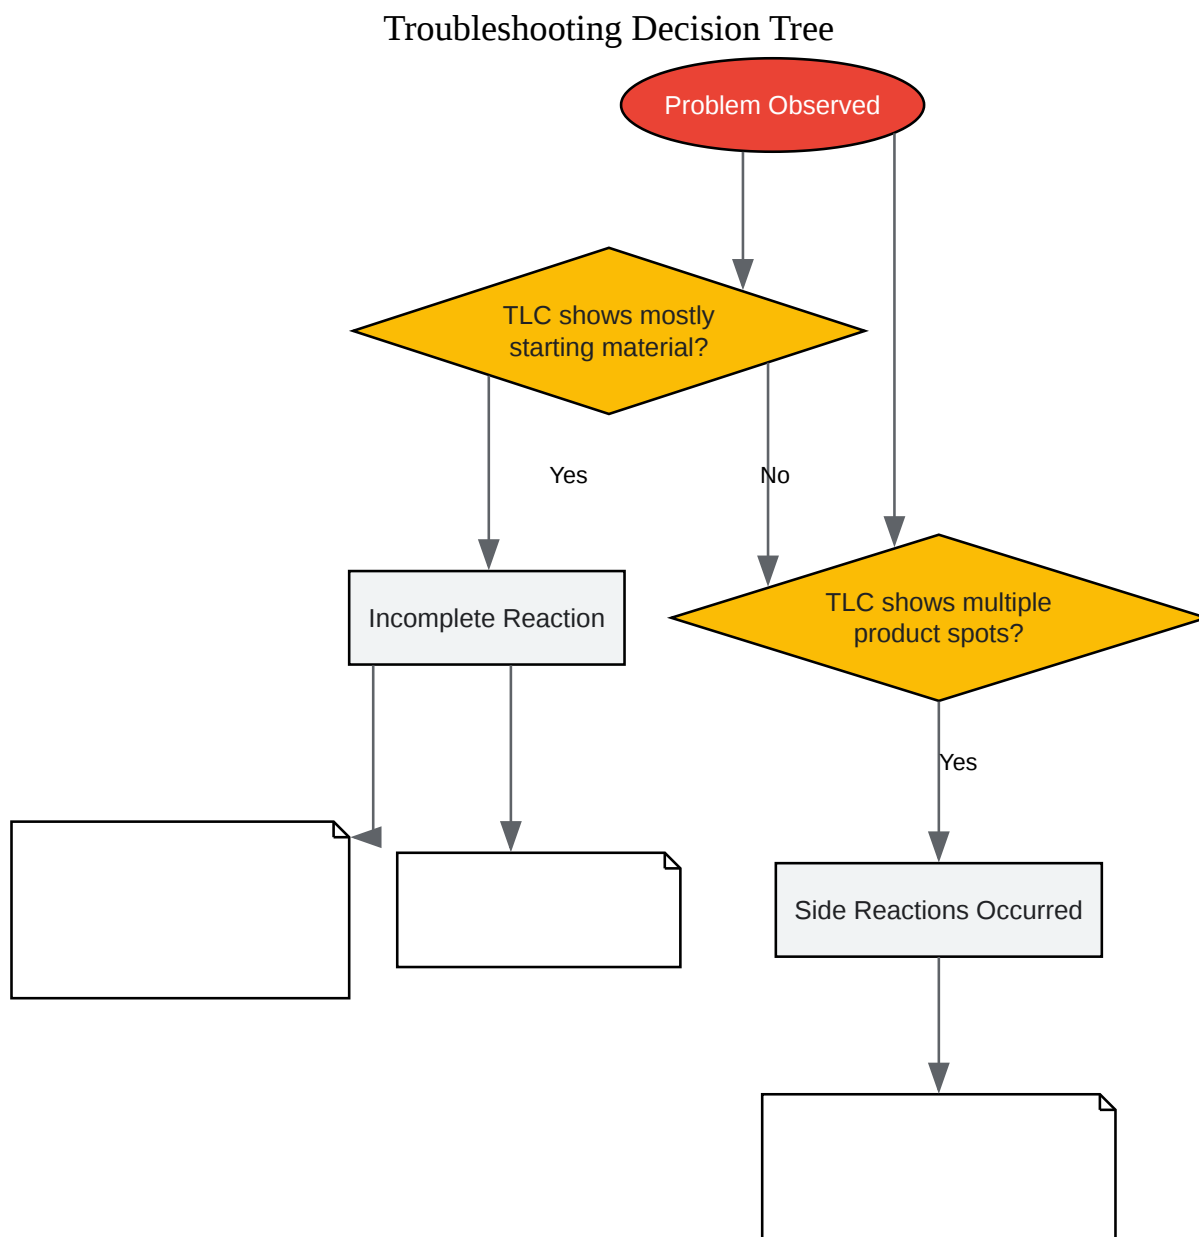 Troubleshooting Decision Tree
Problem Observed
TLC shows mostly
starting material?
Yes
No
Incomplete Reaction
TLC shows multiple
product spots?
Yes
Side Reactions Occurred